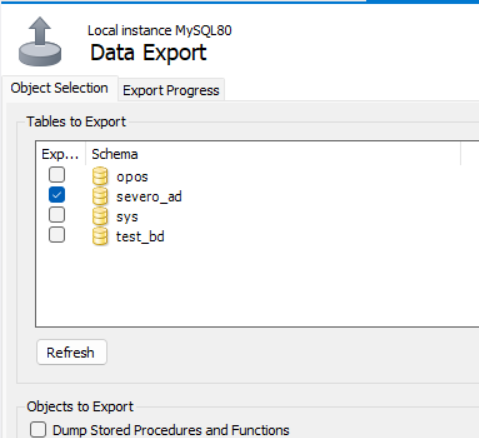 Local instance MySQL80
Data Export
Object Selection Export Progress
Tables to Export
Exp... Schema
opos
severo_ad
sys
test_bd
Refresh
Objects to Export
Dump Stored Procedures and Functions